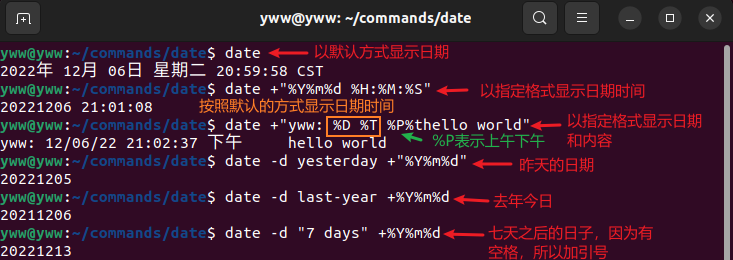 yww@yww: ~/commands/date
yww@yww:~/commands/date$ date 以默认方式显示日期
2022年 12月 06日 星期二 20:59:58 CST
yww@yww:~/commands/date$ date +"%Y%m%d %H:%M:%S" 以指定格式显示日期时间
20221206 21:01:08 按照默认的方式显示日期时间
yww@yww:~/commands/date$ date +"yww: %D %T %P%thello world" 以指定格式显示日期
和内容
yww: 12/06/22 21:02:37 下午 hello world %P表示上午下午
yww@yww:~/commands/date$ date -d yesterday +"%Y%m%d" 昨天的日期
20221205
yww@yww:~/commands/date$ date -d last-year +%Y%m%d 去年今日
20211206
yww@yww:~/commands/date$ date -d "7 days" +%Y%m%d 七天之后的日子，因为有
空格，所以加引号
20221213